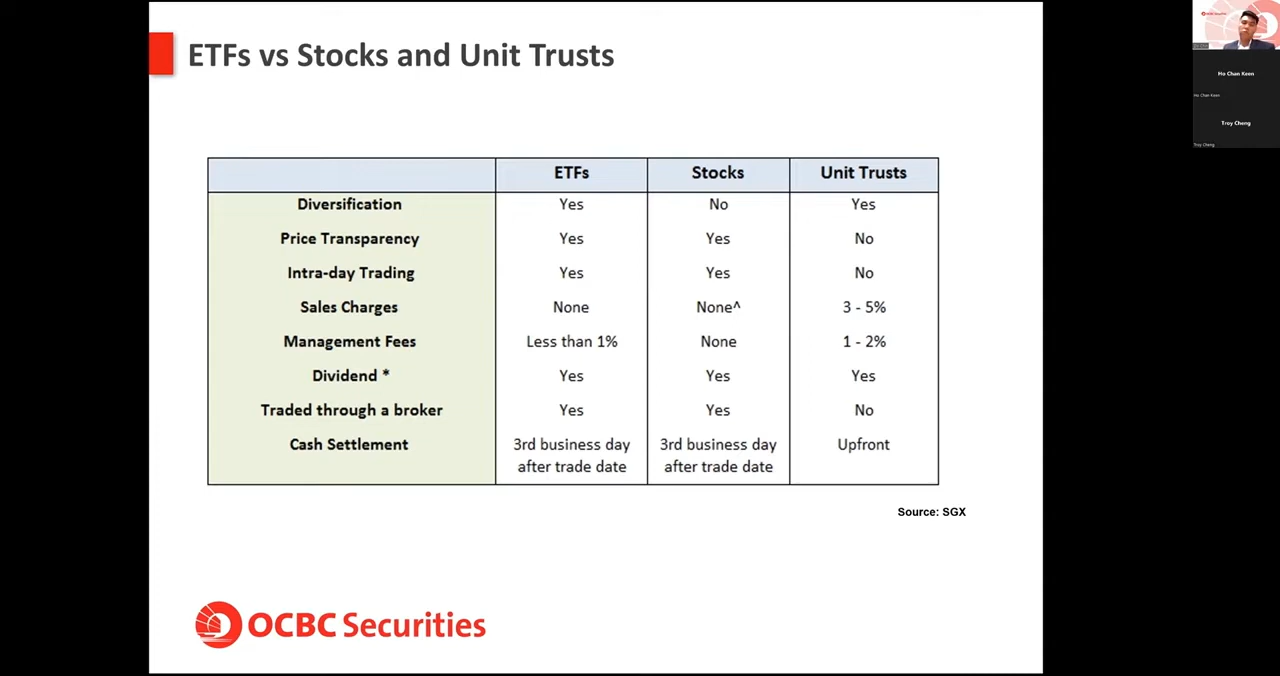 ETFs vs Stocks and Unit Trusts
ETFs Stocks Unit Trusts
Diversification Yes No Yes
Price Transparency Yes Yes No
Intra-day Trading Yes Yes No
Sales Charges None None^ 3 - 5%
Management Fees Less than 1% None 1 - 2%
Dividend * Yes Yes Yes
Traded through a broker Yes Yes No
Cash Settlement 3rd business day 3rd business day Upfront
after trade date after trade date
Source: SGX
OCBC Securities
Ho Chan Keen
Ho Chan Keen
Troy Cheng
Troy Cheng